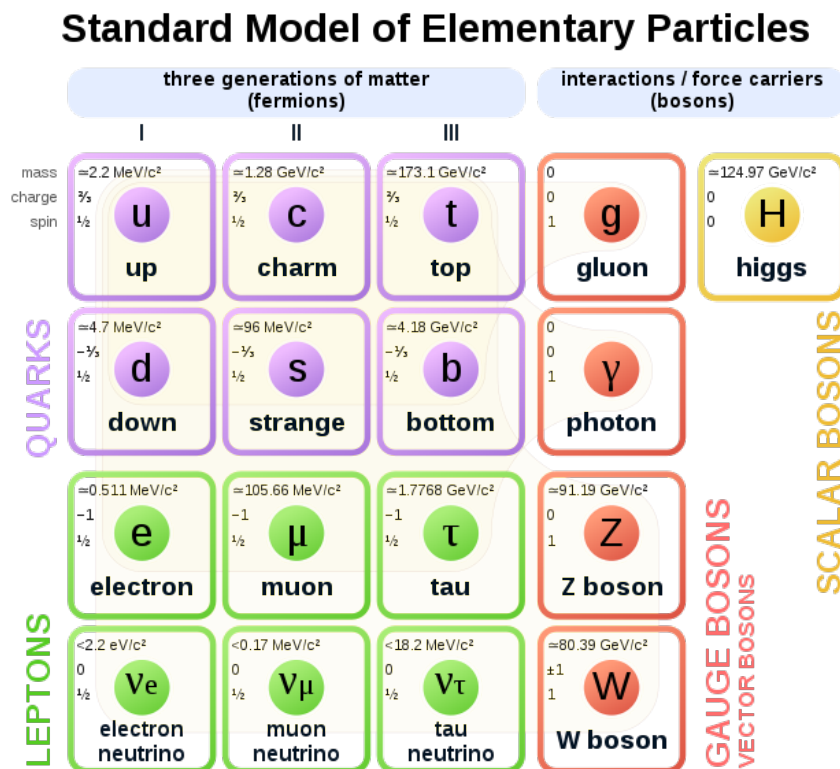 Standard Model of Elementary Particles
three generations of matter
(fermions)
interactions / force carriers
(bosons)
I II III
mass
charge
spin
≃2.2 MeV/c²
⅔
½
u
up
≃1.28 GeV/c²
⅔
½
c
charm
≃173.1 GeV/c²
⅔
½
t
top
0
0
1
g
gluon
≃124.97 GeV/c²
0
0
H
higgs
QUARKS
≃4.7 MeV/c²
−⅓
½
d
down
≃96 MeV/c²
−⅓
½
s
strange
≃4.18 GeV/c²
−⅓
½
b
bottom
0
0
1
γ
photon
≃0.511 MeV/c²
−1
½
e
electron
≃105.66 MeV/c²
−1
½
μ
muon
≃1.7768 GeV/c²
−1
½
τ
tau
≃91.19 GeV/c²
0
1
Z
Z boson
LEPTONS
<2.2 eV/c²
0
½
νe
electron
neutrino
<0.17 MeV/c²
0
½
νμ
muon
neutrino
<18.2 MeV/c²
0
½
ντ
tau
neutrino
≃80.39 GeV/c²
±1
1
W
W boson
GAUGE BOSONS
VECTOR BOSONS
SCALAR BOSONS